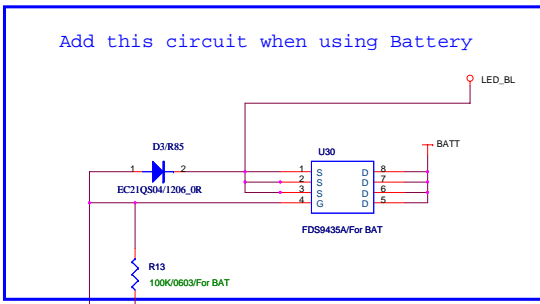 Add this circuit when using Battery
LED_BL
D3/R85
1 2
EC21QS04/1206_0R
U30
BATT
1 S D 8
2 S D 7
3 S D 6
4 G D 5
FDS9435A/For BAT
R13
100K/0603/For BAT